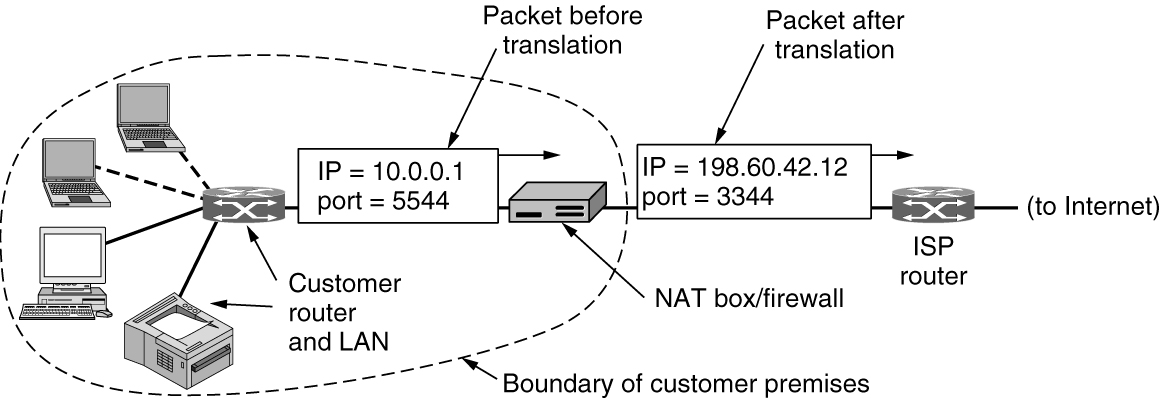 Packet before
translation
Packet after
translation
IP = 10.0.0.1
port = 5544
IP = 198.60.42.12
port = 3344
(to Internet)
ISP
router
Customer
router
and LAN
NAT box/firewall
Boundary of customer premises